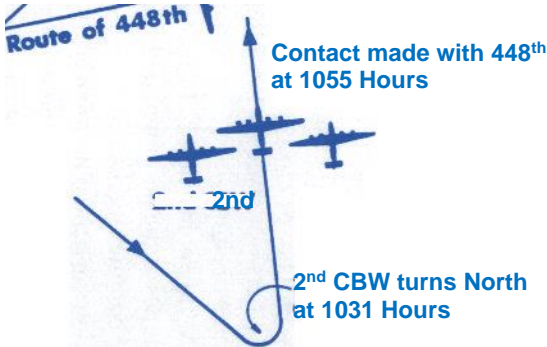 Route of 448th
Contact made with 448th
at 1055 Hours
2nd
2nd CBW turns North
at 1031 Hours